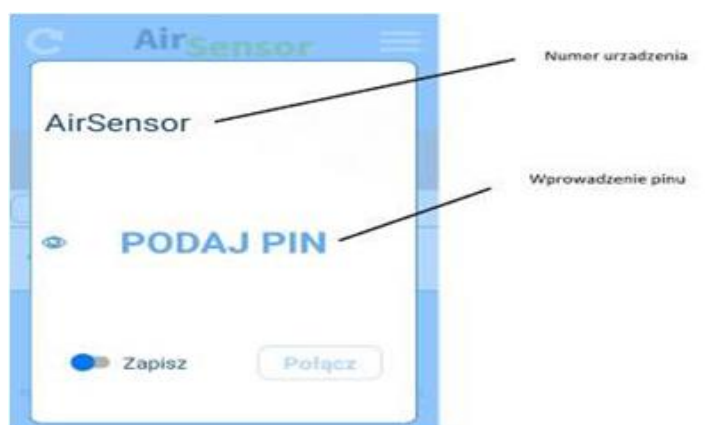 AirSensor
Numer urzadzenia
AirSensor
Wprowadzenie pinu
PODAJ PIN
Zapisz
Połącz